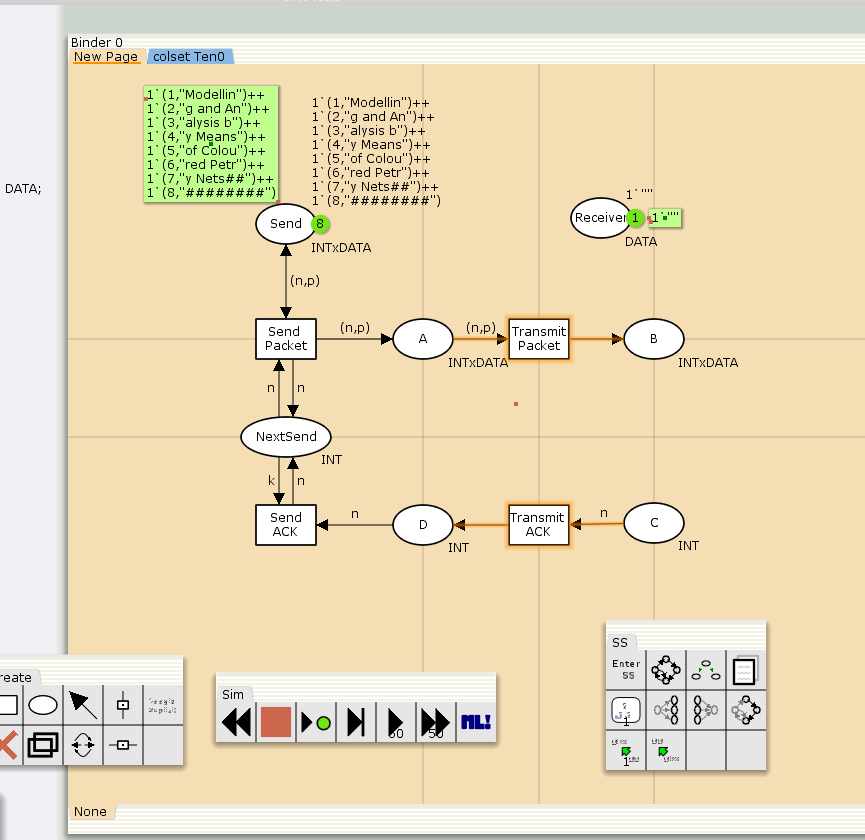 Binder 0
New Page
colset Ten0
1`(1,"Modellin")++
1`(2,"g and An")++
1`(3,"alysis b")++
1`(4,"y Means")++
1`(5,"of Colou")++
1`(6,"red Petr")++
1`(7,"y Nets##")++
1`(8,"########")
1`(1,"Modellin")++
1`(2,"g and An")++
1`(3,"alysis b")++
1`(4,"y Means")++
1`(5,"of Colou")++
1`(6,"red Petr")++
1`(7,"y Nets##")++
1`(8,"########")
DATA;
1`""
Send
8
INTxDATA
Receiver
1
1`""
DATA
(n,p)
Send
Packet
(n,p)
A
INTxDATA
(n,p)
Transmit
Packet
B
INTxDATA
n
n
NextSend
INT
k
n
Send
ACK
n
D
INT
Transmit
ACK
n
C
INT
reate
Sim
50
50
ML!
SS
Enter
SS
1
1
None